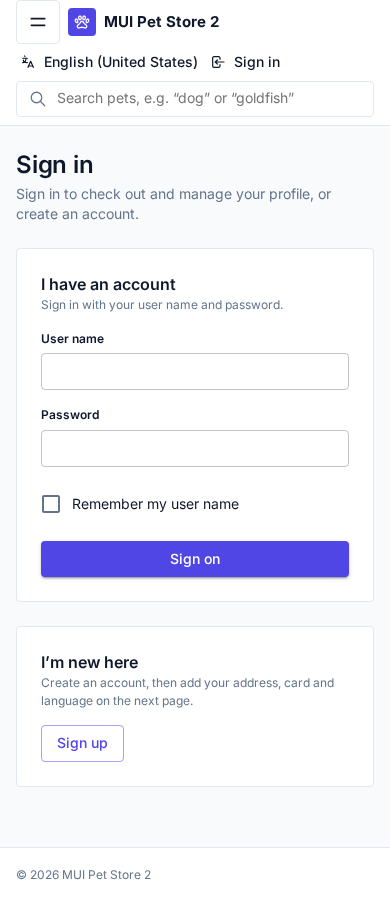 MUI Pet Store 2
English (United States)
Sign in
Search pets, e.g. “dog” or “goldfish”
Sign in
Sign in to check out and manage your profile, or
create an account.
I have an account
Sign in with your user name and password.
User name
Password
Remember my user name
Sign on
I’m new here
Create an account, then add your address, card and
language on the next page.
Sign up
© 2026 MUI Pet Store 2